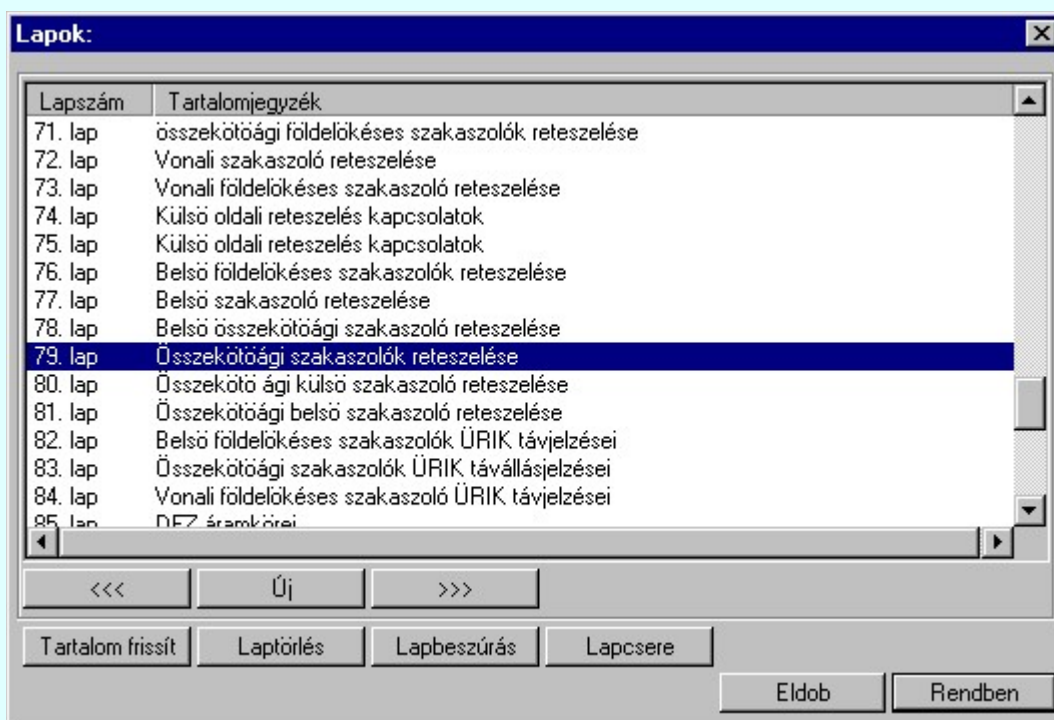 Lapok:
Lapszám Tartalomjegyzék
71. lap összekötöági földelökéses szakaszolók reteszelése
72. lap Vonali szakaszoló reteszelése
73. lap Vonali földelökéses szakaszoló reteszelése
74. lap Külsö oldali reteszelés kapcsolatok
75. lap Külsö oldali reteszelés kapcsolatok
76. lap Belsö földelökéses szakaszolók reteszelése
77. lap Belsö szakaszoló reteszelése
78. lap Belsö összekötöági szakaszoló reteszelése
79. lap Összekötöági szakaszolók reteszelése
80. lap Összekötö ági külsö szakaszoló reteszelése
81. lap Összekötöági belsö szakaszoló reteszelése
82. lap Belsö földelökéses szakaszolók ÜRIK távjelzései
83. lap Összekötöági szakaszolók ÜRIK távállásjelzései
84. lap Vonali földelökéses szakaszoló ÜRIK távjelzései
85. lap DFZ áramkörei
<<< Új >>>
Tartalom frissít Laptörlés Lapbeszúrás Lapcsere
Eldob Rendben